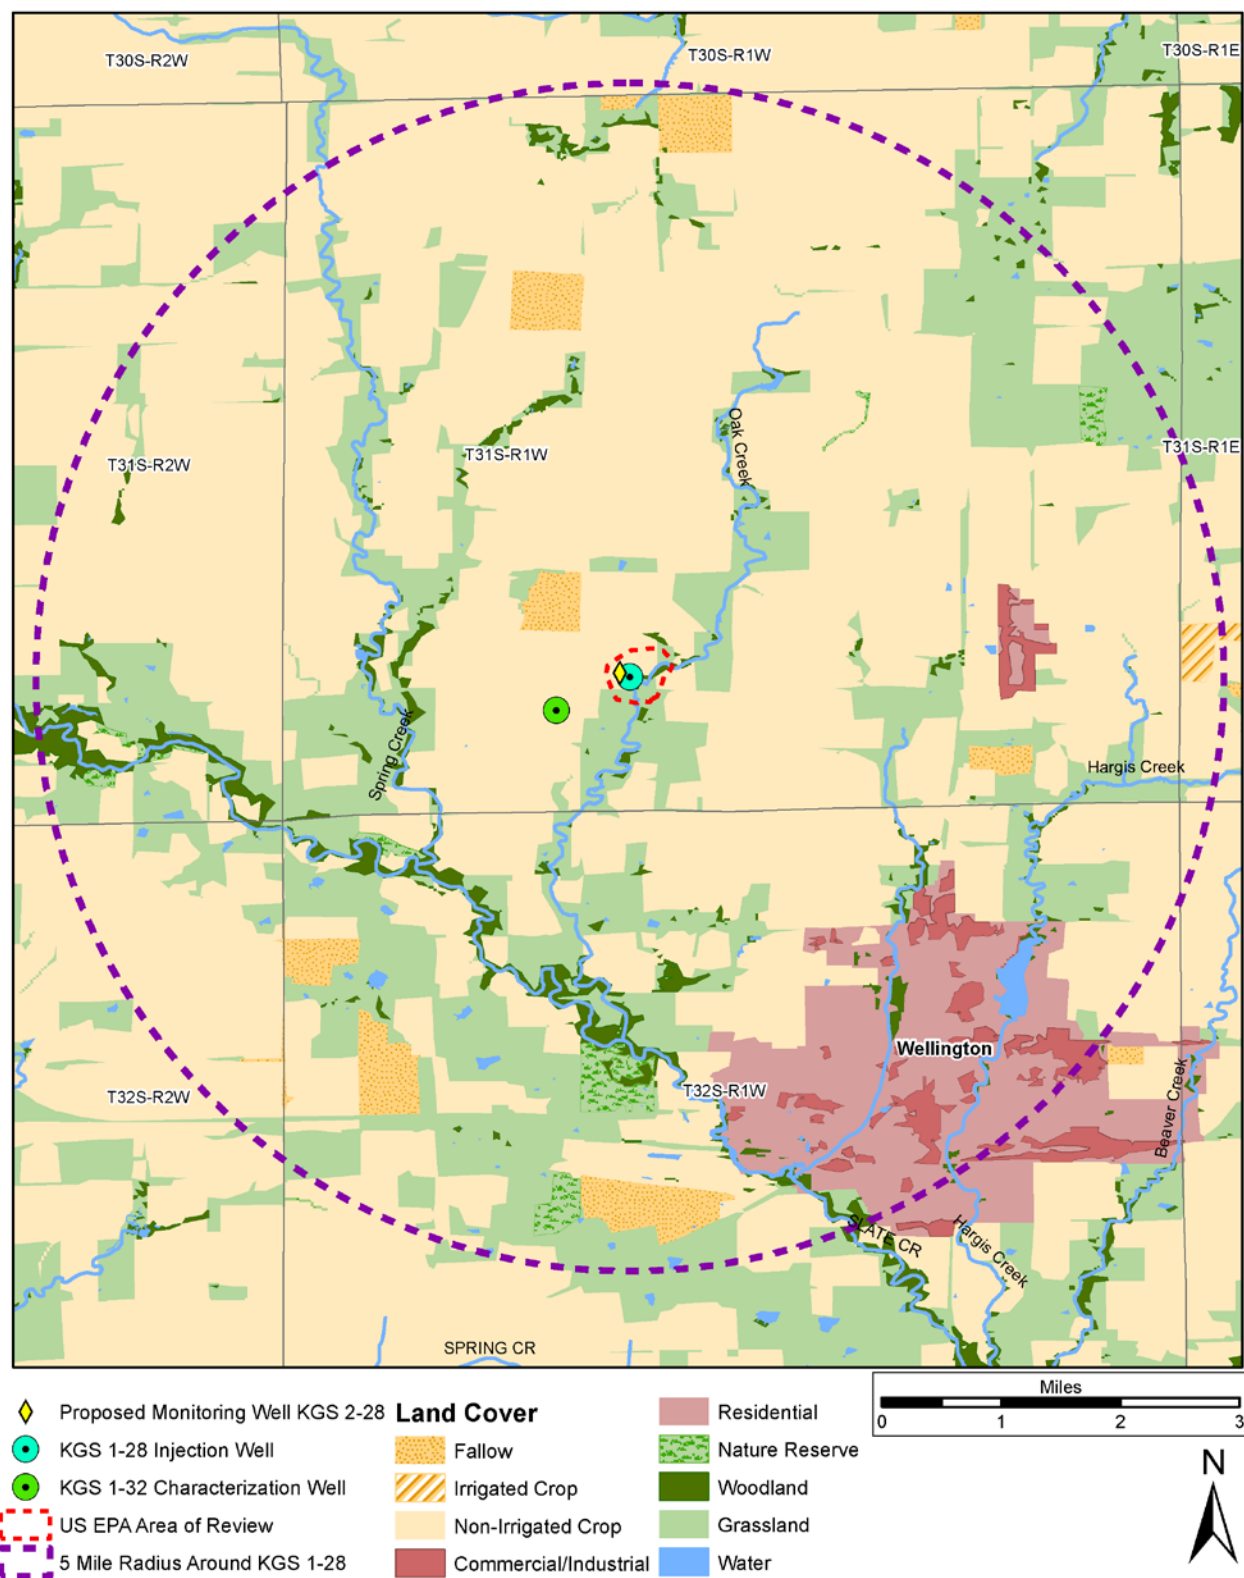 T30S-R2W
T30S-R1W
T30S-R1E
Oak Creek
T31S-R2W
T31S-R1W
T31S-R1E
Spring Creek
Hargis Creek
Wellington
T32S-R2W
T32S-R1W
Beaver Creek
SLATE CR
Hargis Creek
SPRING CR
Proposed Monitoring Well KGS 2-28
KGS 1-28 Injection Well
KGS 1-32 Characterization Well
US EPA Area of Review
5 Mile Radius Around KGS 1-28
Land Cover
Fallow
Irrigated Crop
Non-Irrigated Crop
Commercial/Industrial
Residential
Nature Reserve
Woodland
Grassland
Water
Miles
0 1 2 3
N